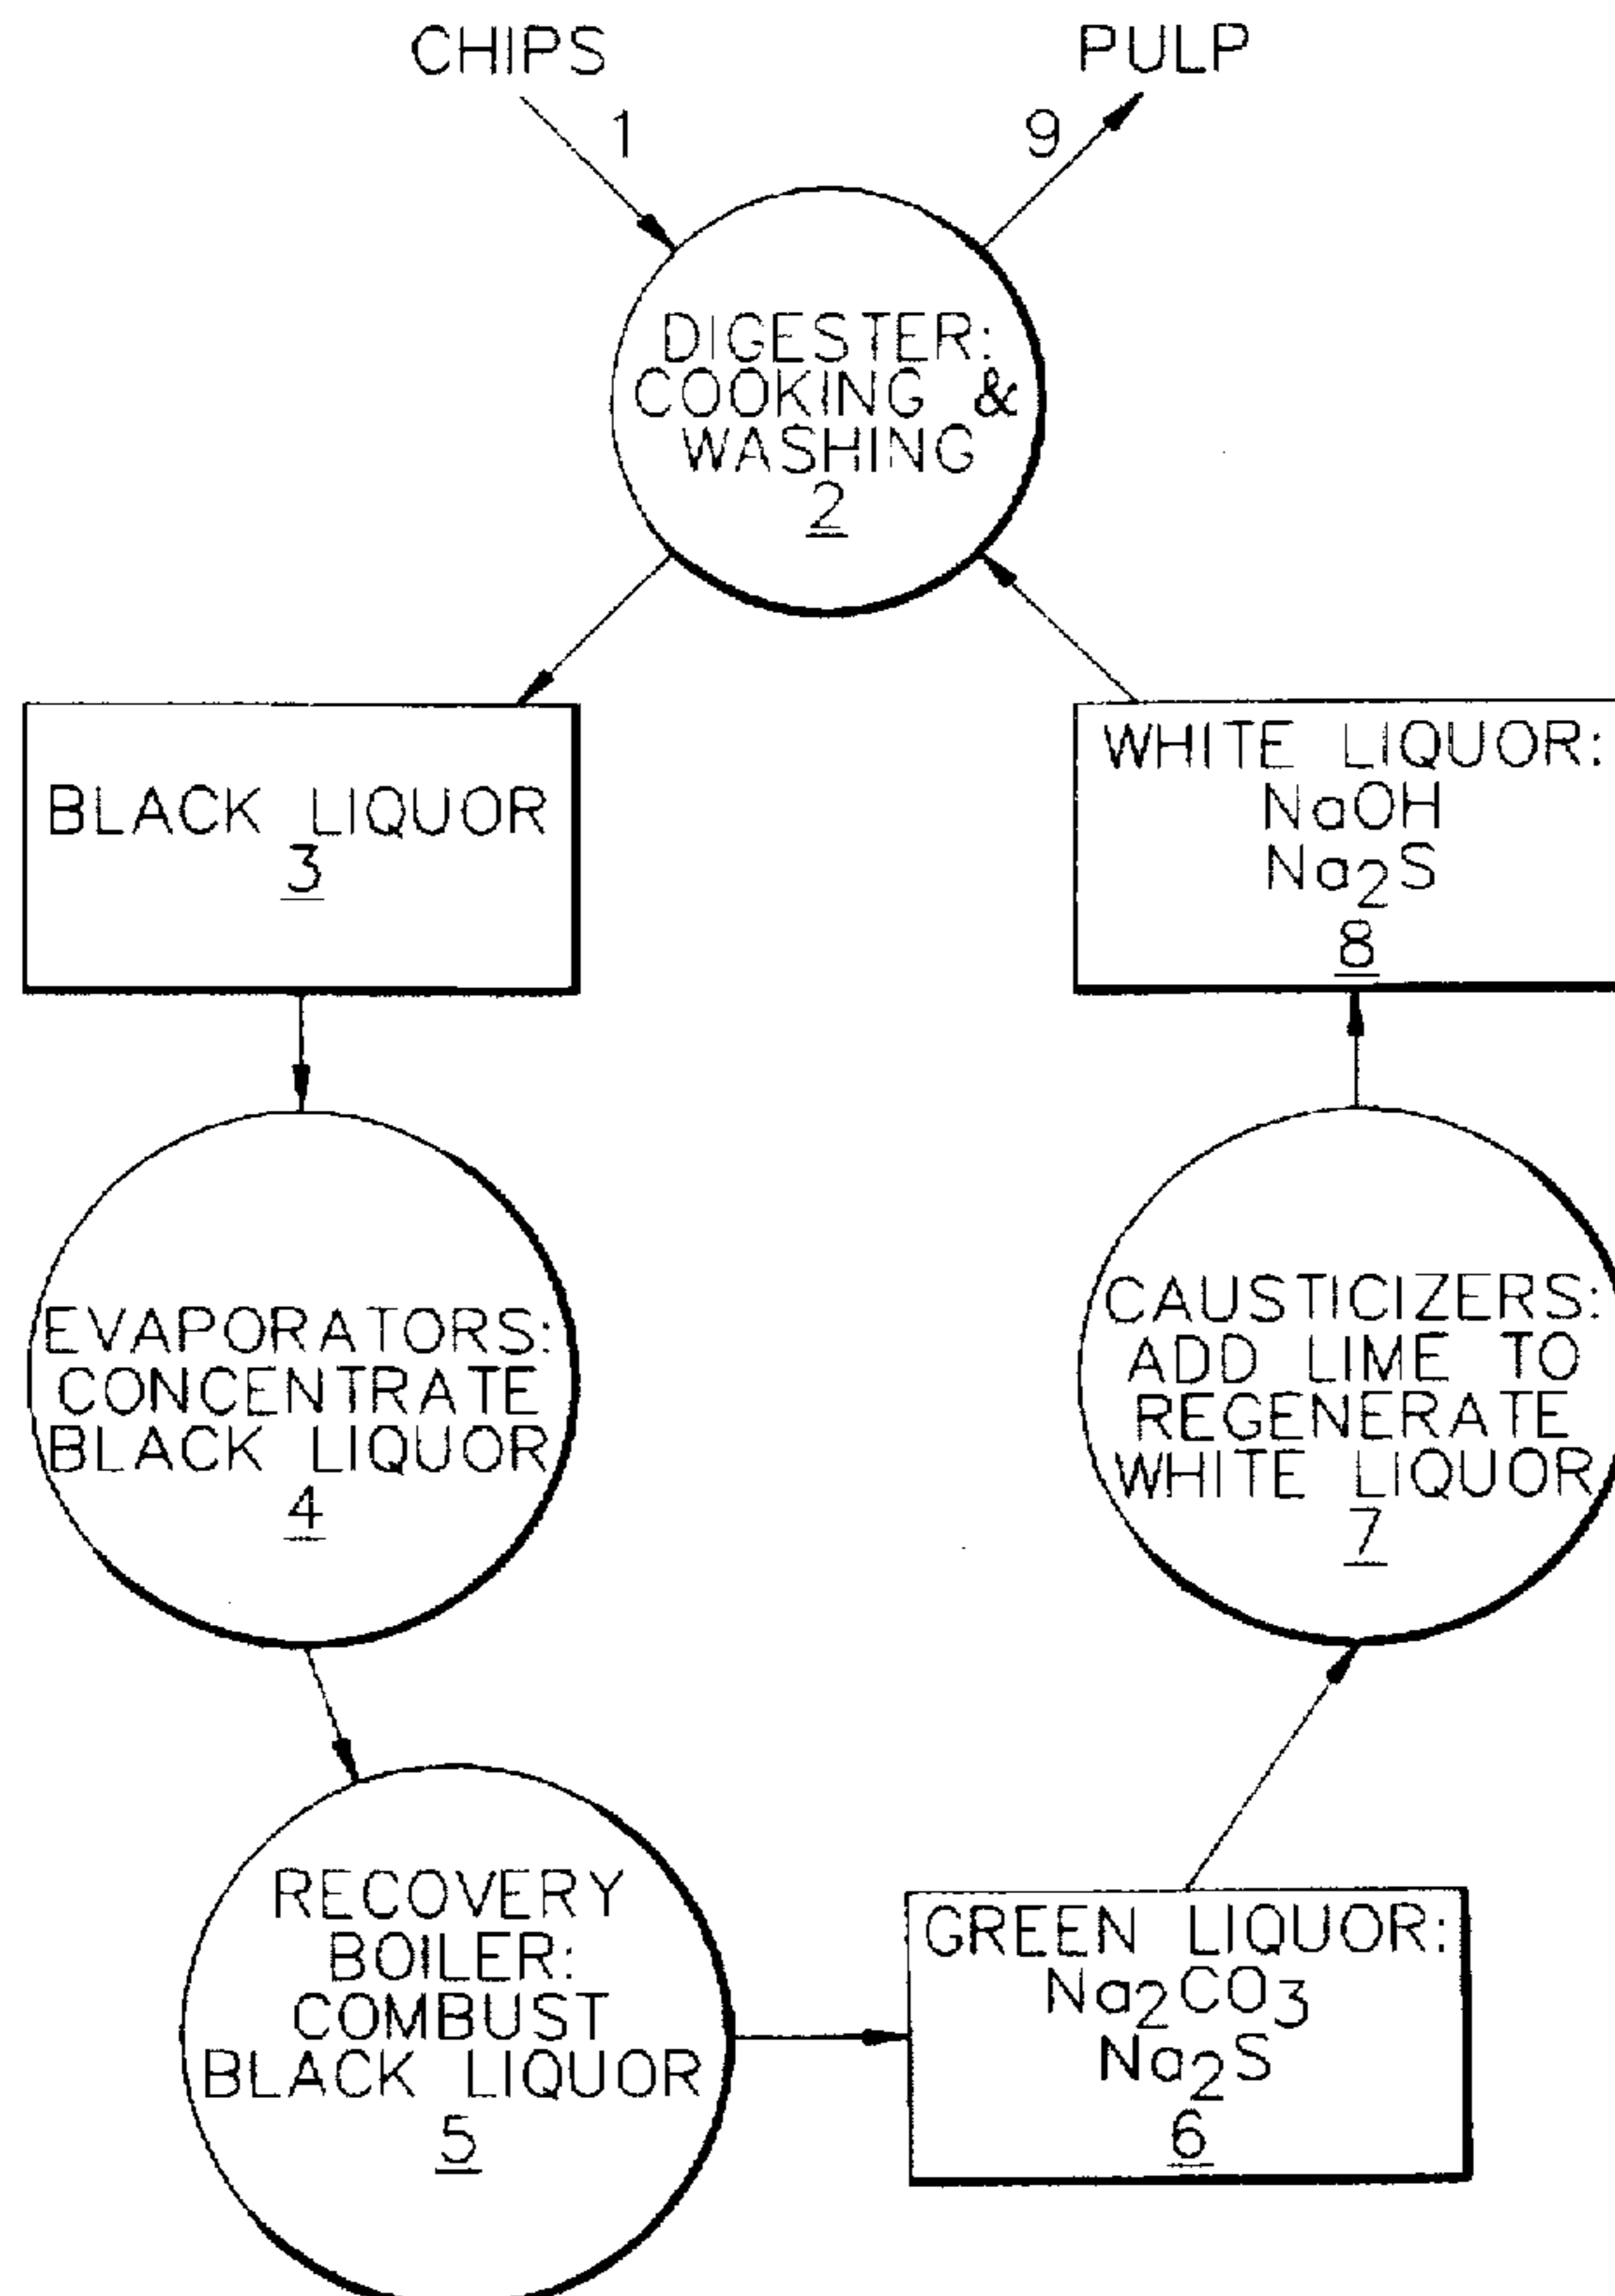 CHIPS
PULP
1
9
DIGESTER:
COOKING &
WASHING
2
BLACK LIQUOR
3
WHITE LIQUOR:
NaOH
Na₂S
8
EVAPORATORS:
CONCENTRATE
BLACK LIQUOR
4
CAUSTICIZERS:
ADD LIME TO
REGENERATE
WHITE LIQUOR
7
RECOVERY
BOILER:
COMBUST
BLACK LIQUOR
5
GREEN LIQUOR:
Na₂CO₃
Na₂S
6